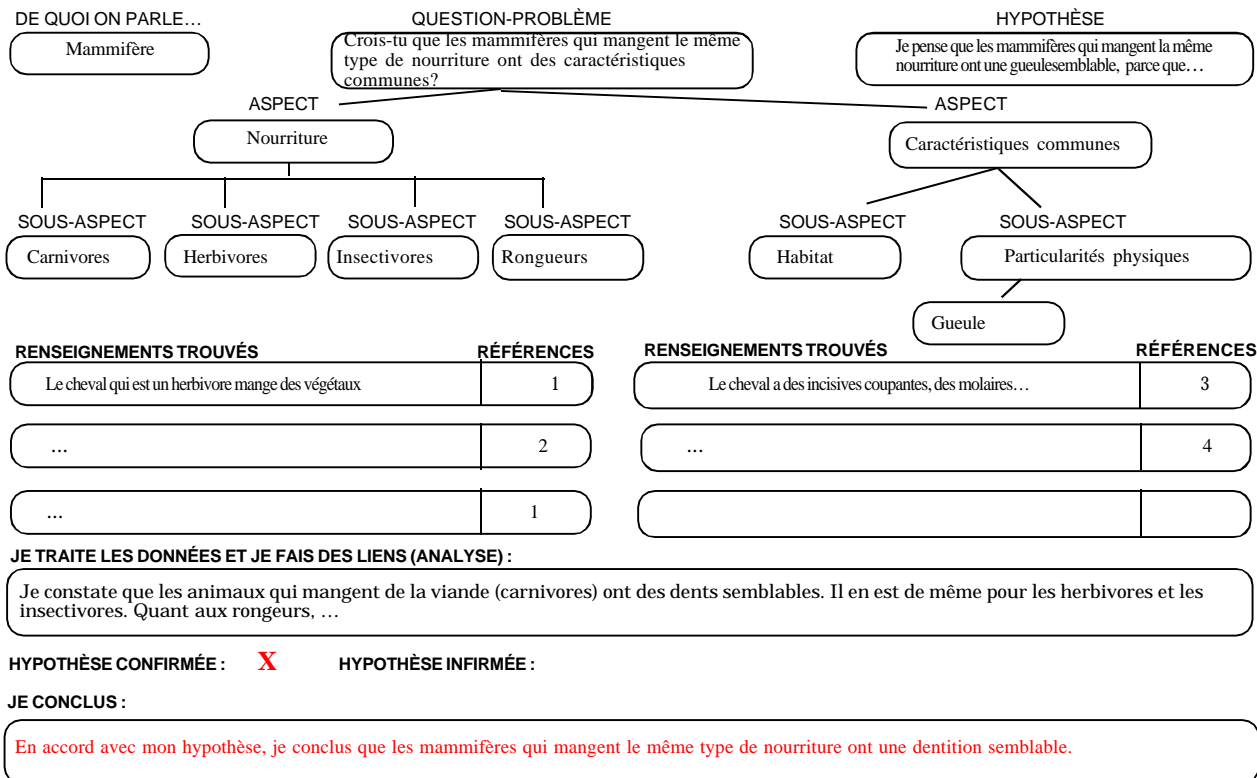 DE QUOI ON PARLE…
QUESTION-PROBLÈME
HYPOTHÈSE
Mammifère
Crois-tu que les mammifères qui mangent le même
type de nourriture ont des caractéristiques
communes?
Je pense que les mammifères qui mangent la même
nourriture ont une gueulesemblable, parce que…
ASPECT
ASPECT
Nourriture
Caractéristiques communes
SOUS-ASPECT
SOUS-ASPECT
SOUS-ASPECT
SOUS-ASPECT
SOUS-ASPECT
SOUS-ASPECT
Carnivores
Herbivores
Insectivores
Rongueurs
Habitat
Particularités physiques
Gueule
RENSEIGNEMENTS TROUVÉS
RÉFÉRENCES
RENSEIGNEMENTS TROUVÉS
RÉFÉRENCES
Le cheval qui est un herbivore mange des végétaux
1
Le cheval a des incisives coupantes, des molaires…
3
…
2
…
4
…
1
JE TRAITE LES DONNÉES ET JE FAIS DES LIENS (ANALYSE) :
Je constate que les animaux qui mangent de la viande (carnivores) ont des dents semblables. Il en est de même pour les herbivores et les
insectivores. Quant aux rongeurs, …
HYPOTHÈSE CONFIRMÉE : X HYPOTHÈSE INFIRMÉE :
JE CONCLUS :
En accord avec mon hypothèse, je conclus que les mammifères qui mangent le même type de nourriture ont une dentition semblable.